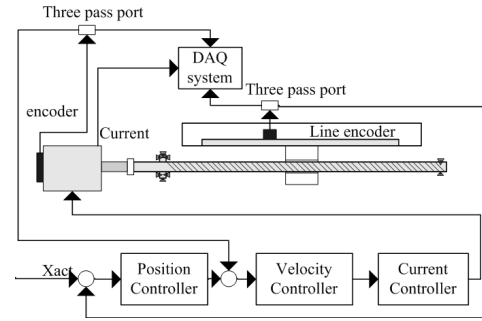 Three pass port
DAQ
system
Three pass port
encoder
Current
Line encoder
Xact
Position
Controller
Velocity
Controller
Current
Controller